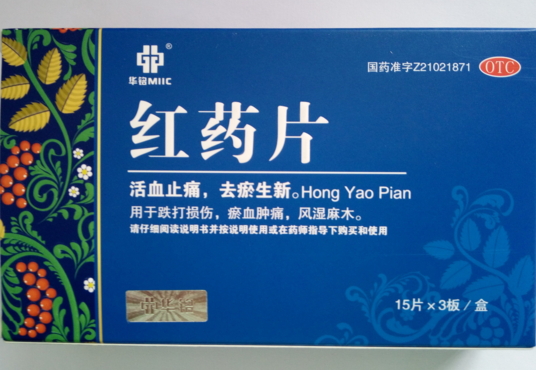 华铭MIIC®
国药准字Z21021871 OTC
红药片
活血止痛，去瘀生新。Hong Yao Pian
用于跌打损伤，瘀血肿痛，风湿麻木。
请仔细阅读说明书并按说明使用或在药师指导下购买和使用
15片×3板／盒